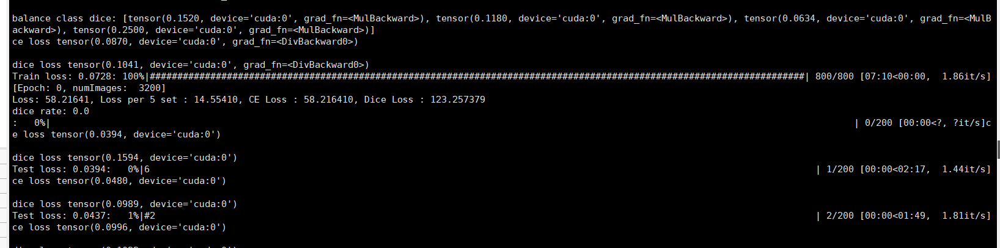 balance class dice: [tensor(0.1520, device='cuda:0', grad_fn=<MulBackward>), tensor(0.1180, device='cuda:0', grad_fn=<MulBackward>), tensor(0.0634, device='cuda:0', grad_fn=<MulB
ackward>), tensor(0.2500, device='cuda:0', grad_fn=<MulBackward>)]
ce loss tensor(0.0870, device='cuda:0', grad_fn=<DivBackward0>)
dice loss tensor(0.1041, device='cuda:0', grad_fn=<DivBackward0>)
Train loss: 0.0728: 100%|#######################################################################################################################| 800/800 [07:10<00:00,  1.86it/s]
[Epoch: 0, numImages:  3200]
Loss: 58.21641, Loss per 5 set : 14.55410, CE Loss : 58.216410, Dice Loss : 123.257379
dice rate: 0.0
:   0%| | 0/200 [00:00<?, ?it/s]c
e loss tensor(0.0394, device='cuda:0')
dice loss tensor(0.1594, device='cuda:0')
Test loss: 0.0394:   0%|6 | 1/200 [00:00<02:17,  1.44it/s]
ce loss tensor(0.0480, device='cuda:0')
dice loss tensor(0.0989, device='cuda:0')
Test loss: 0.0437:   1%|#2 | 2/200 [00:00<01:49,  1.81it/s]
ce loss tensor(0.0996, device='cuda:0')